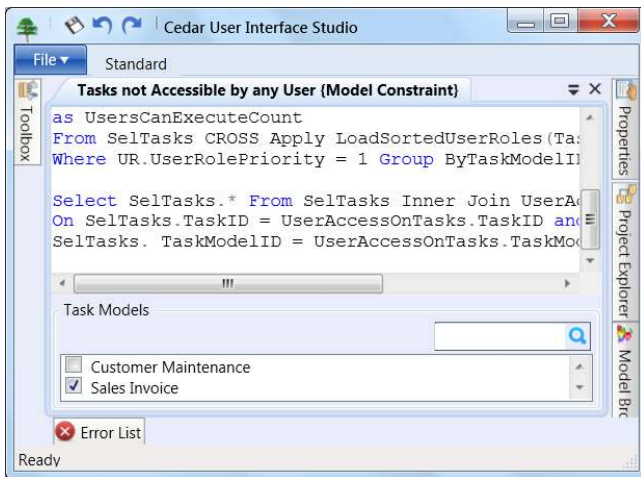 Cedar User Interface Studio
File
Standard
Tasks not Accessible by any User {Model Constraint}
Toolbox
as UsersCanExecuteCount
From SelTasks CROSS Apply LoadSortedUserRoles(Ta
Where UR.UserRolePriority = 1 Group ByTaskModelI
Select SelTasks.* From SelTasks Inner Join UserA
On SelTasks.TaskID = UserAccessOnTasks.TaskID and
SelTasks. TaskModelID = UserAccessOnTasks.TaskMo
Task Models
Customer Maintenance
Sales Invoice
Properties
Project Explorer
Model Br
Error List
Ready